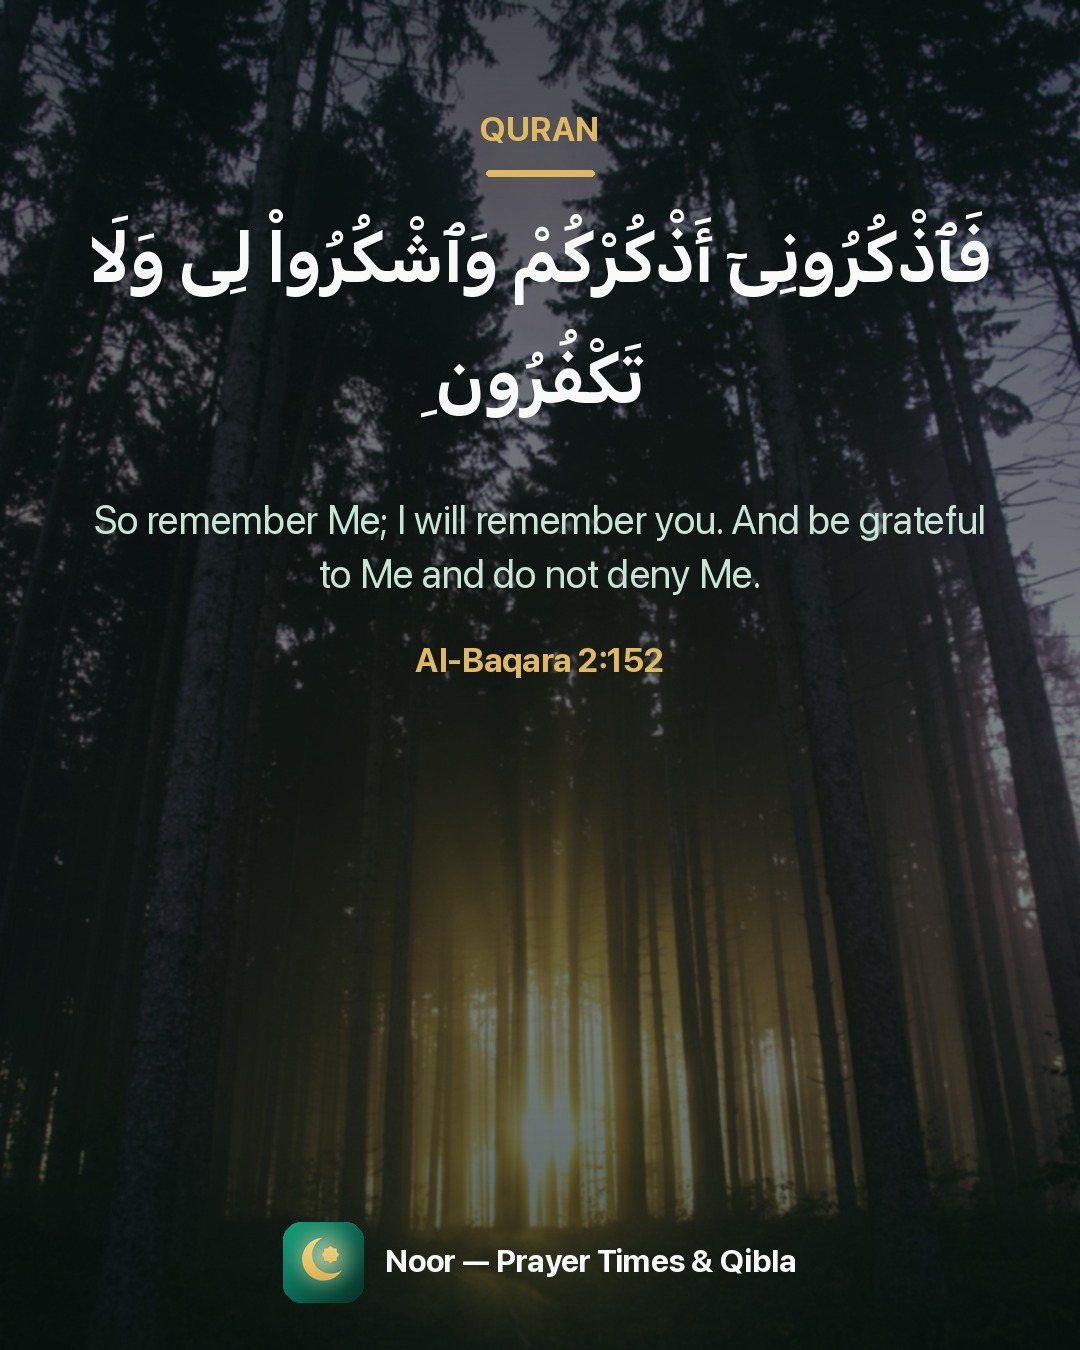 QURAN
فَٱذْكُرُونِىٓ أَذْكُرْكُمْ وَٱشْكُرُوا۟ لِى وَلَا
تَكْفُرُونِ
So remember Me; I will remember you. And be grateful
to Me and do not deny Me.
Al-Baqara 2:152
Noor — Prayer Times & Qibla